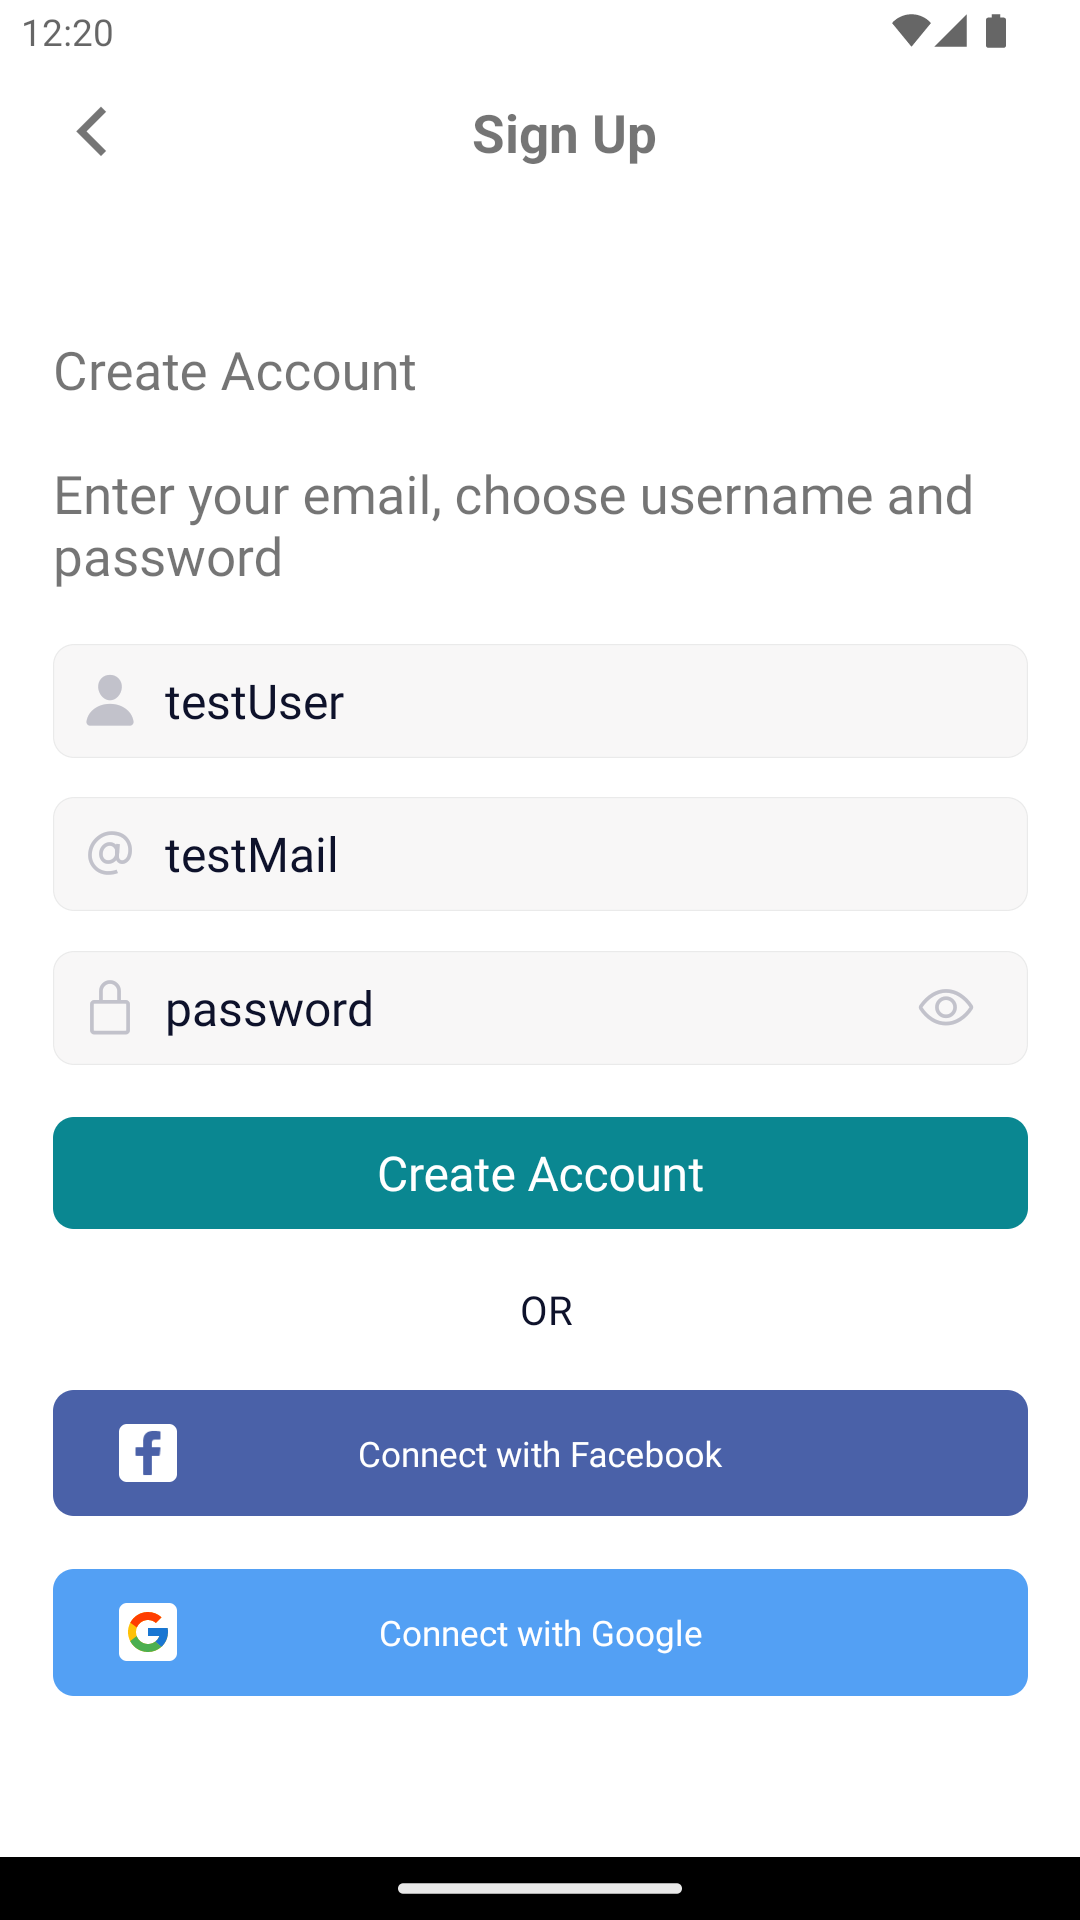 12:20
Sign Up
Create Account
Enter your email, choose username and
password
testUser
@ testMail
password
Create Account
OR
f Connect with Facebook
G Connect with Google